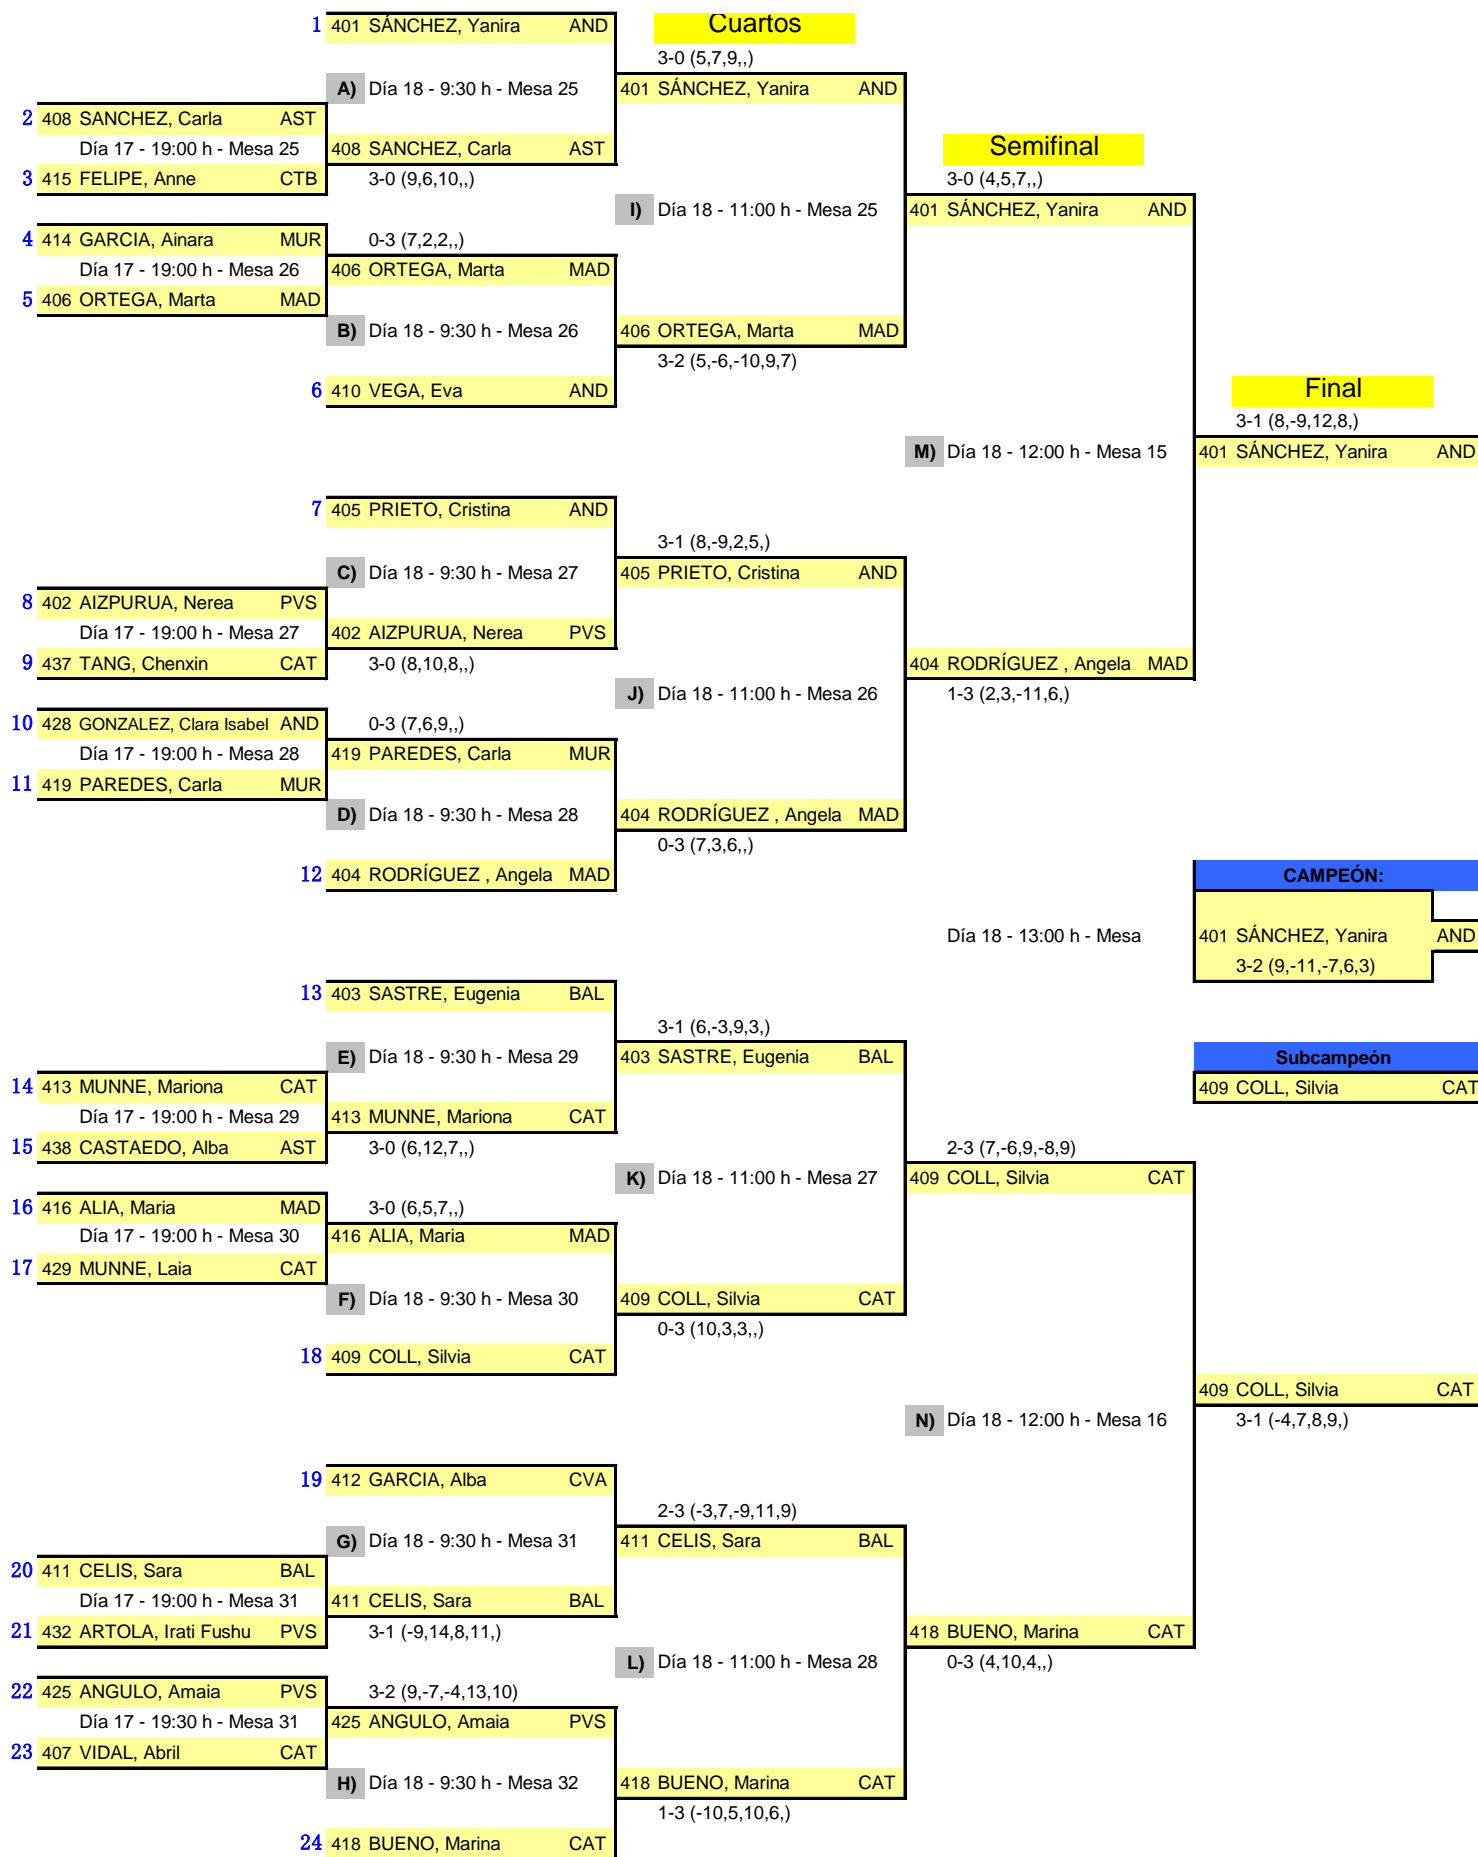 1 401 SÁNCHEZ, Yanira AND Cuartos
3-0 (5,7,9,,)
A) Día 18 - 9:30 h - Mesa 25 401 SÁNCHEZ, Yanira AND
2 408 SANCHEZ, Carla AST
Día 17 - 19:00 h - Mesa 25 408 SANCHEZ, Carla AST Semifinal
3 415 FELIPE, Anne CTB 3-0 (9,6,10,,) 3-0 (4,5,7,,)
I) Día 18 - 11:00 h - Mesa 25 401 SÁNCHEZ, Yanira AND
4 414 GARCIA, Ainara MUR 0-3 (7,2,2,,)
Día 17 - 19:00 h - Mesa 26 406 ORTEGA, Marta MAD
5 406 ORTEGA, Marta MAD
B) Día 18 - 9:30 h - Mesa 26 406 ORTEGA, Marta MAD
3-2 (5,-6,-10,9,7)
6 410 VEGA, Eva AND Final
3-1 (8,-9,12,8,)
M) Día 18 - 12:00 h - Mesa 15 401 SÁNCHEZ, Yanira AND
7 405 PRIETO, Cristina AND
3-1 (8,-9,2,5,)
C) Día 18 - 9:30 h - Mesa 27 405 PRIETO, Cristina AND
8 402 AIZPURUA, Nerea PVS
Día 17 - 19:00 h - Mesa 27 402 AIZPURUA, Nerea PVS
9 437 TANG, Chenxin CAT 3-0 (8,10,8,,) 404 RODRÍGUEZ , Angela MAD
J) Día 18 - 11:00 h - Mesa 26 1-3 (2,3,-11,6,)
10 428 GONZALEZ, Clara Isabel AND 0-3 (7,6,9,,)
Día 17 - 19:00 h - Mesa 28 419 PAREDES, Carla MUR
11 419 PAREDES, Carla MUR
D) Día 18 - 9:30 h - Mesa 28 404 RODRÍGUEZ , Angela MAD
0-3 (7,3,6,,)
12 404 RODRÍGUEZ , Angela MAD CAMPEÓN:
Día 18 - 13:00 h - Mesa 401 SÁNCHEZ, Yanira AND
3-2 (9,-11,-7,6,3)
13 403 SASTRE, Eugenia BAL
3-1 (6,-3,9,3,)
E) Día 18 - 9:30 h - Mesa 29 403 SASTRE, Eugenia BAL Subcampeón
14 413 MUNNE, Mariona CAT 409 COLL, Silvia CAT
Día 17 - 19:00 h - Mesa 29 413 MUNNE, Mariona CAT
15 438 CASTAEDO, Alba AST 3-0 (6,12,7,,) 2-3 (7,-6,9,-8,9)
K) Día 18 - 11:00 h - Mesa 27 409 COLL, Silvia CAT
16 416 ALIA, Maria MAD 3-0 (6,5,7,,)
Día 17 - 19:00 h - Mesa 30 416 ALIA, Maria MAD
17 429 MUNNE, Laia CAT
F) Día 18 - 9:30 h - Mesa 30 409 COLL, Silvia CAT
0-3 (10,3,3,,)
18 409 COLL, Silvia CAT
409 COLL, Silvia CAT
N) Día 18 - 12:00 h - Mesa 16 3-1 (-4,7,8,9,)
19 412 GARCIA, Alba CVA
2-3 (-3,7,-9,11,9)
G) Día 18 - 9:30 h - Mesa 31 411 CELIS, Sara BAL
20 411 CELIS, Sara BAL
Día 17 - 19:00 h - Mesa 31 411 CELIS, Sara BAL
21 432 ARTOLA, Irati Fushu PVS 3-1 (-9,14,8,11,) 418 BUENO, Marina CAT
L) Día 18 - 11:00 h - Mesa 28 0-3 (4,10,4,,)
22 425 ANGULO, Amaia PVS 3-2 (9,-7,-4,13,10)
Día 17 - 19:30 h - Mesa 31 425 ANGULO, Amaia PVS
23 407 VIDAL, Abril CAT
H) Día 18 - 9:30 h - Mesa 32 418 BUENO, Marina CAT
1-3 (-10,5,10,6,)
24 418 BUENO, Marina CAT